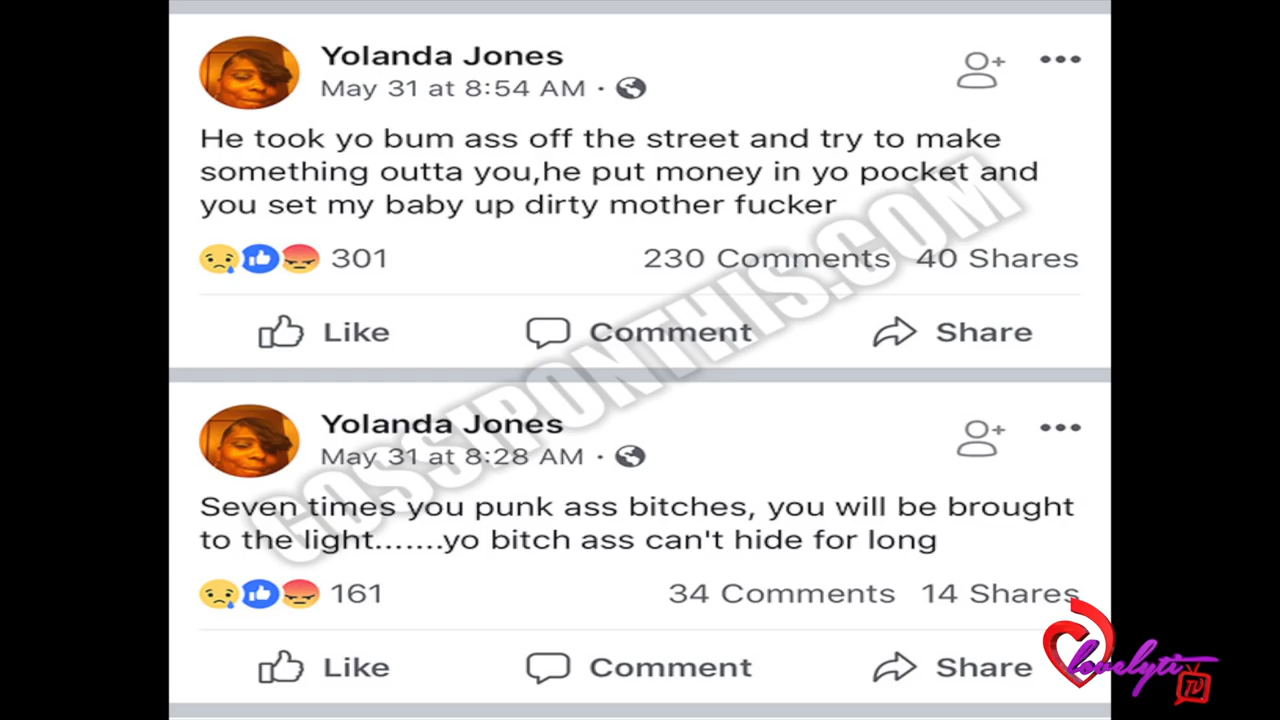 Yolanda Jones
May 31 at 8:54 AM ·
He took yo bum ass off the street and try to make
something outta you,he put money in yo pocket and
you set my baby up dirty mother fucker
301 230 Comments 40 Shares
Like Comment Share
Yolanda Jones
May 31 at 8:28 AM ·
Seven times you punk ass bitches, you will be brought
to the light.......yo bitch ass can't hide for long
161 34 Comments 14 Shares
Like Comment Share
GOSSIPONTHIS.COM
lovelyti
TV